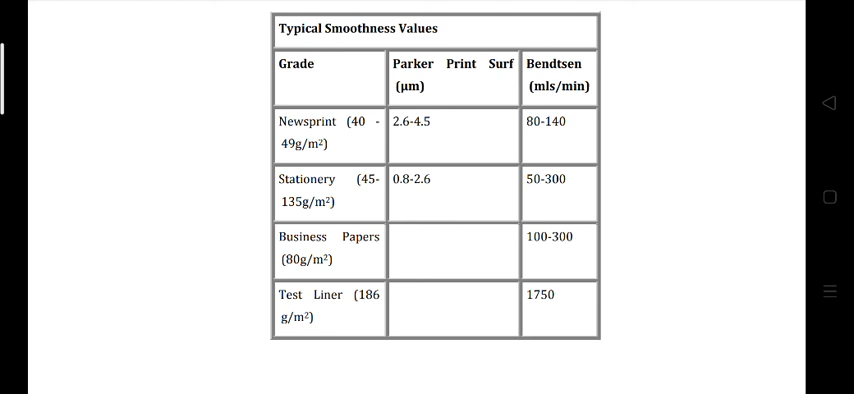 Typical Smoothness Values
Grade
Parker Print Surf
(µm)
Bendtsen
(mls/min)
Newsprint (40 -
49g/m²)
2.6-4.5
80-140
Stationery (45-
135g/m²)
0.8-2.6
50-300
Business Papers
(80g/m²)
100-300
Test Liner (186
g/m²)
1750